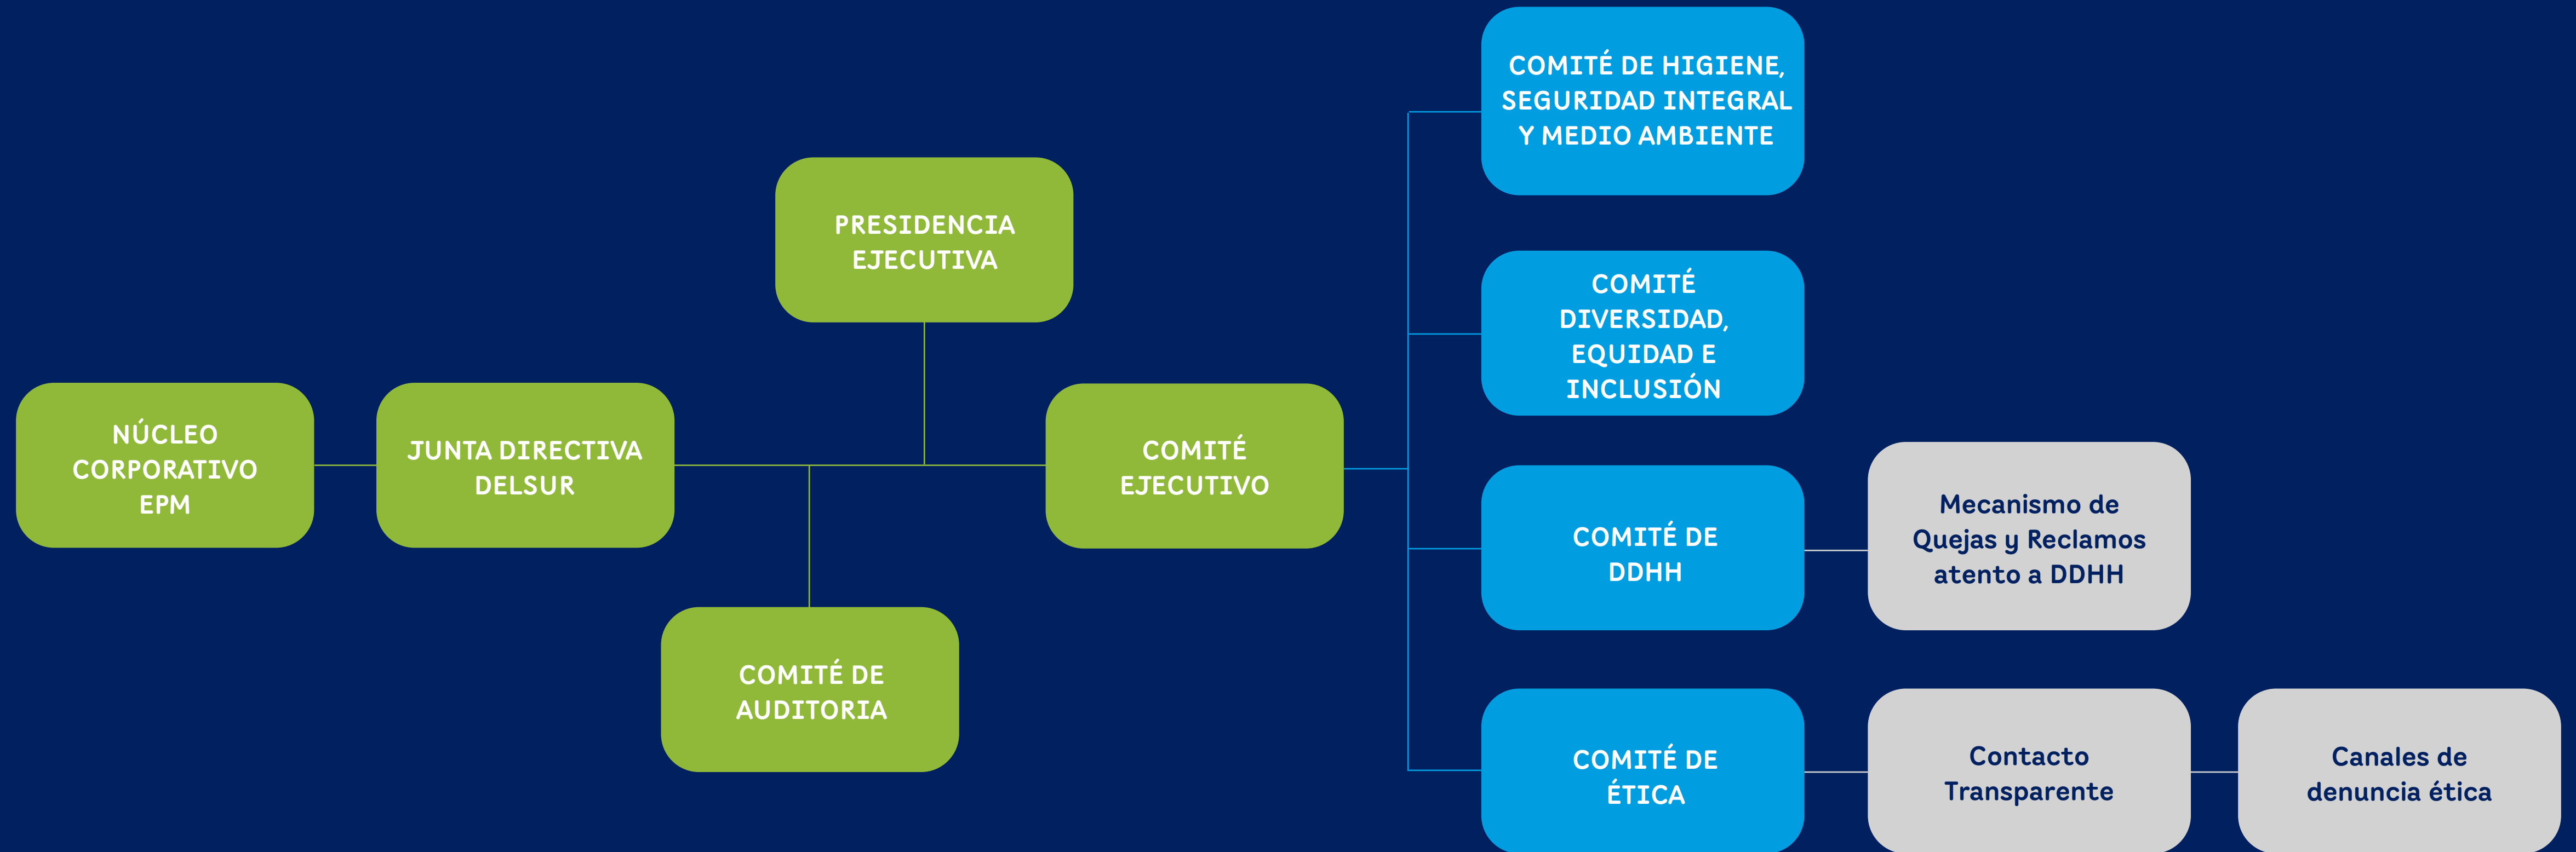 NÚCLEO
CORPORATIVO
EPM
JUNTA DIRECTIVA
DELSUR
PRESIDENCIA
EJECUTIVA
COMITÉ DE
AUDITORIA
COMITÉ
EJECUTIVO
COMITÉ DE HIGIENE,
SEGURIDAD INTEGRAL
Y MEDIO AMBIENTE
COMITÉ
DIVERSIDAD,
EQUIDAD E
INCLUSIÓN
COMITÉ DE
DDHH
Mecanismo de
Quejas y Reclamos
atento a DDHH
COMITÉ DE
ÉTICA
Contacto
Transparente
Canales de
denuncia ética